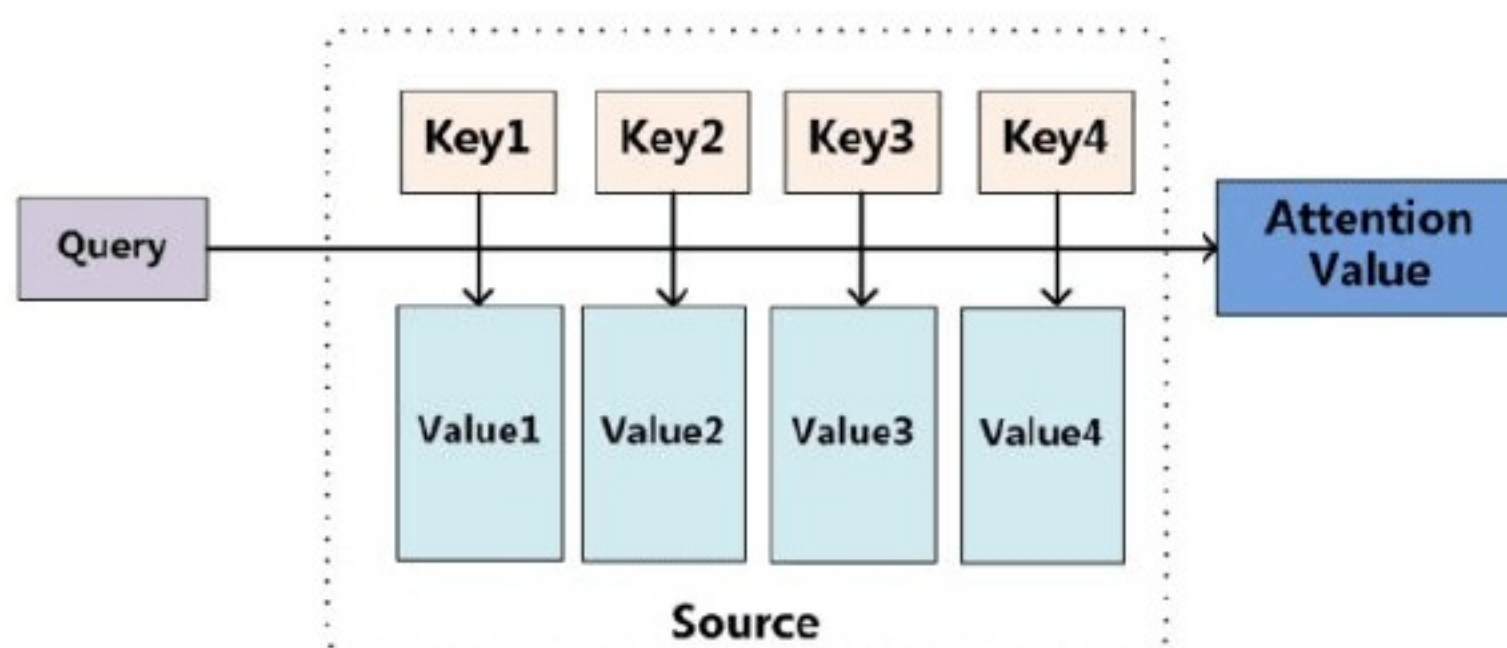 Key1 Key2 Key3 Key4
Query
Attention
Value
Value1 Value2 Value3 Value4
Source